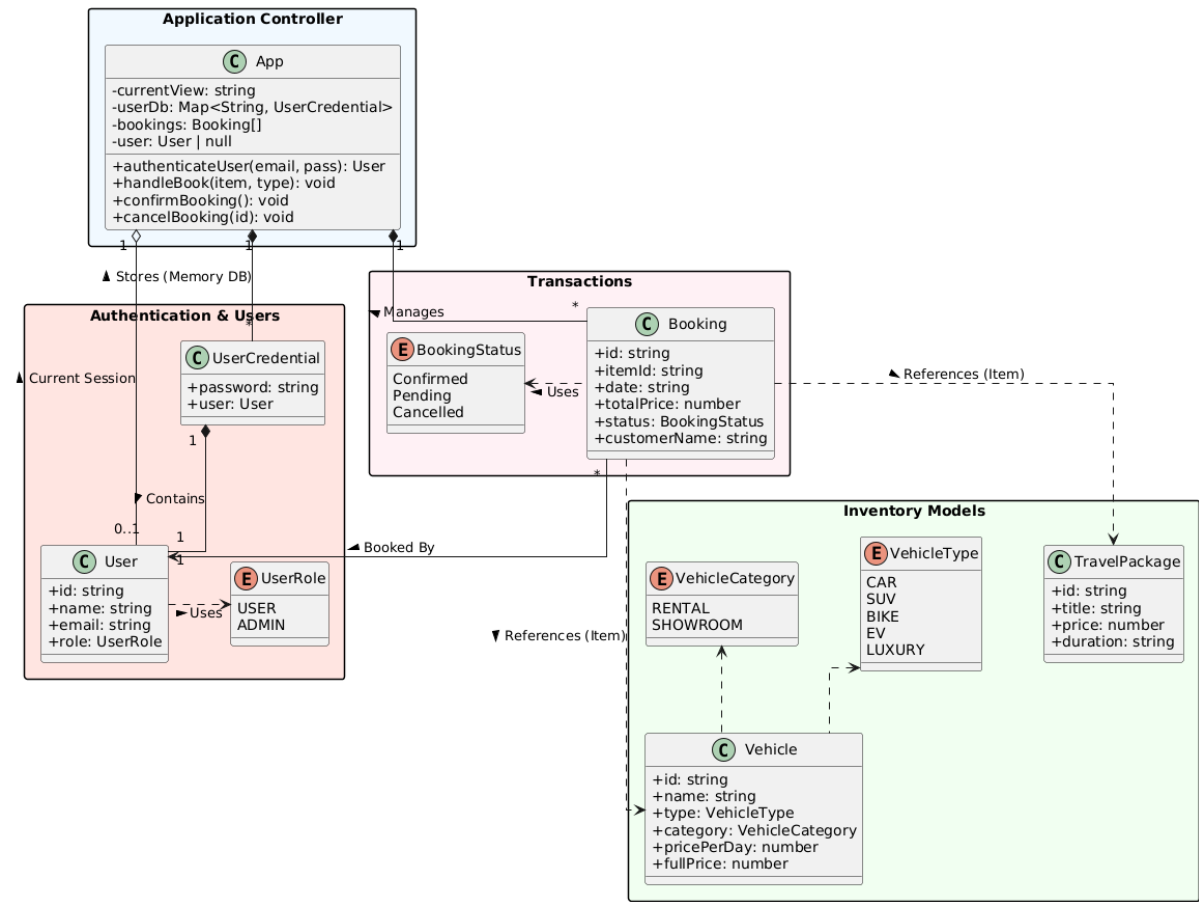 Application Controller
C App
-currentView: string
-userDb: Map<String, UserCredential>
-bookings: Booking[]
-user: User | null
+authenticateUser(email, pass): User
+handleBook(item, type): void
+confirmBooking(): void
+cancelBooking(id): void
1
1
1
Stores (Memory DB)
*
Current Session
0..1
Manages
*
Authentication & Users
C UserCredential
+password: string
+user: User
1
Contains
1
C User
+id: string
+name: string
+email: string
+role: UserRole
Uses
E UserRole
USER
ADMIN
Transactions
E BookingStatus
Confirmed
Pending
Cancelled
Uses
C Booking
+id: string
+itemId: string
+date: string
+totalPrice: number
+status: BookingStatus
+customerName: string
*
Booked By
1
References (Item)
References (Item)
Inventory Models
E VehicleCategory
RENTAL
SHOWROOM
E VehicleType
CAR
SUV
BIKE
EV
LUXURY
C TravelPackage
+id: string
+title: string
+price: number
+duration: string
C Vehicle
+id: string
+name: string
+type: VehicleType
+category: VehicleCategory
+pricePerDay: number
+fullPrice: number